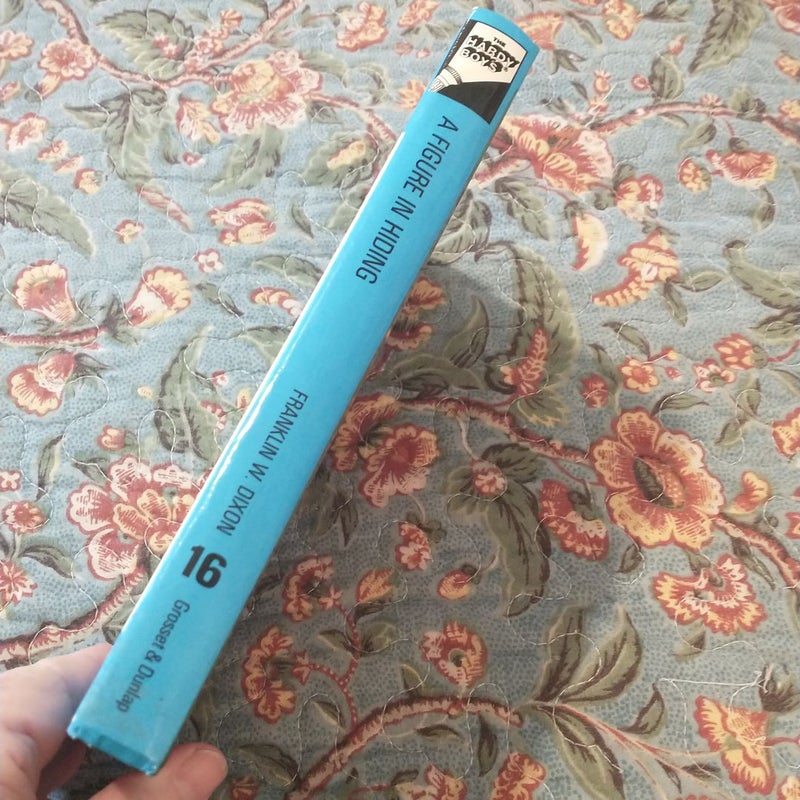 THE
HARDY
BOYS
A FIGURE IN HIDING
FRANKLIN W. DIXON
16
Grosset & Dunlap